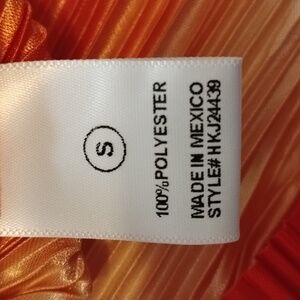 S
100%POLYESTER
MADE IN MEXICO
STYLE# HKJ24439